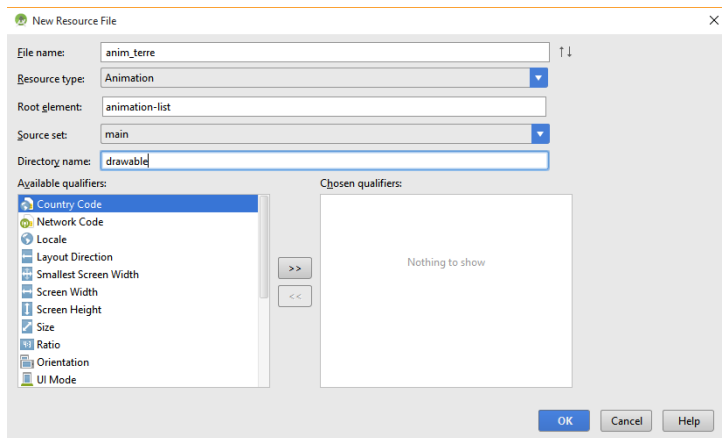 New Resource File
File name: anim_terre
Resource type: Animation
Root element: animation-list
Source set: main
Directory name: drawable
Available qualifiers: Chosen qualifiers:
Country Code
Network Code
Locale
Layout Direction
Smallest Screen Width
Screen Width
Screen Height
Size
Ratio
Orientation
UI Mode
>>
<<
Nothing to show
OK Cancel Help